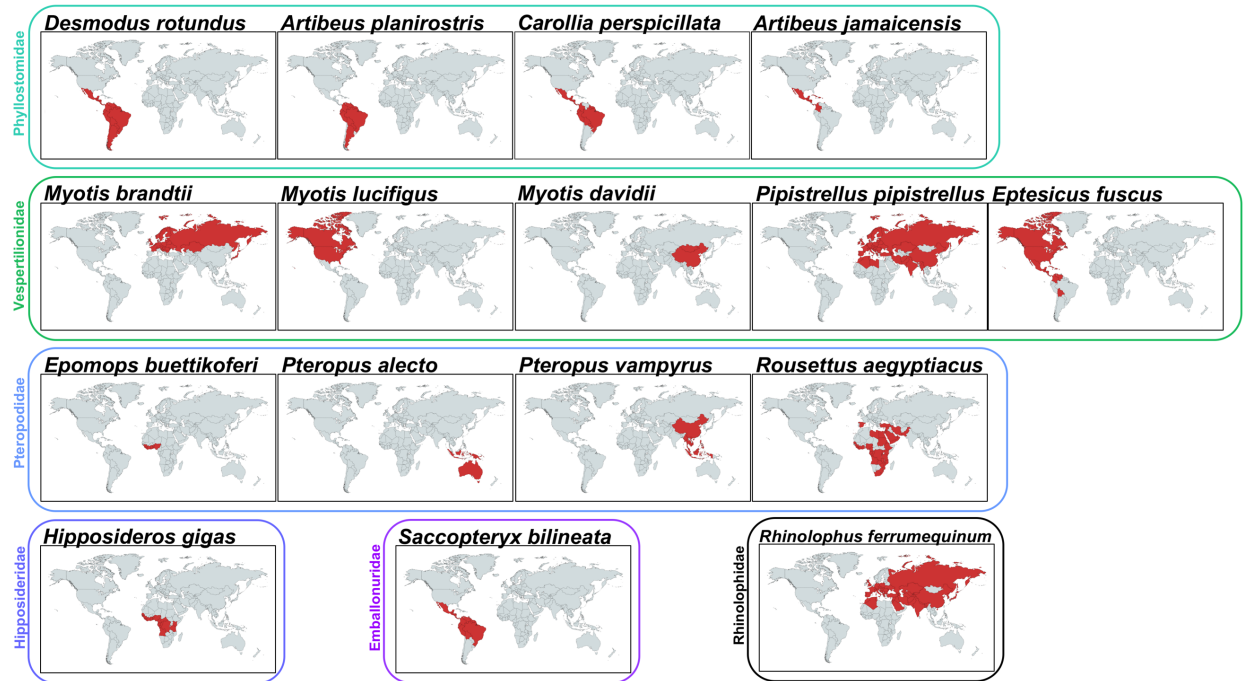 Phyllostomidae
Desmodus rotundus
Artibeus planirostris
Carollia perspicillata
Artibeus jamaicensis
Vespertilionidae
Myotis brandtii
Myotis lucifigus
Myotis davidii
Pipistrellus pipistrellus
Eptesicus fuscus
Pteropodidae
Epomops buettikoferi
Pteropus alecto
Pteropus vampyrus
Rousettus aegyptiacus
Hipposideridae
Hipposideros gigas
Emballonuridae
Saccopteryx bilineata
Rhinolophidae
Rhinolophus ferrumequinum